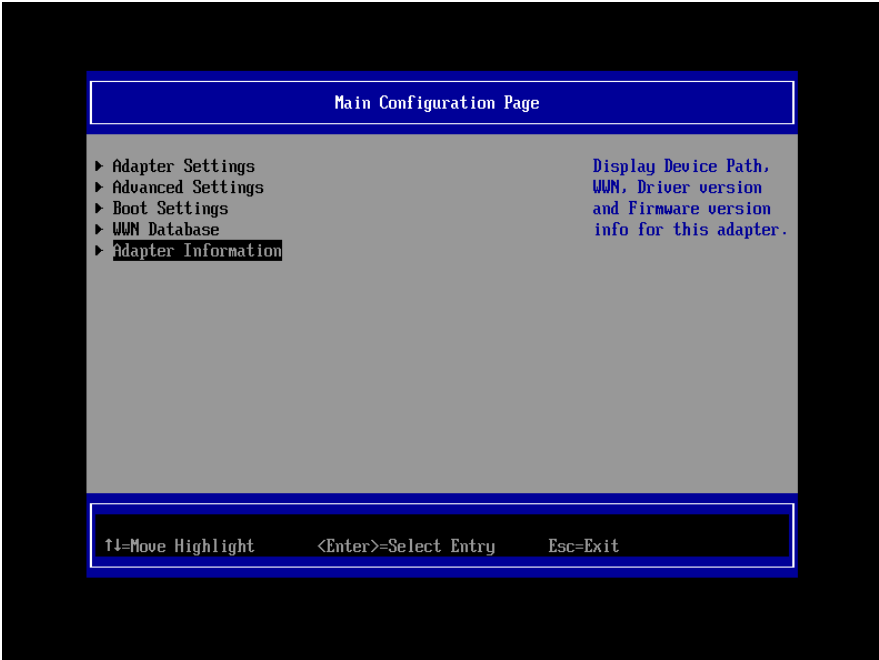 Main Configuration Page
Adapter Settings
Advanced Settings
Boot Settings
WWN Database
Adapter Information
Display Device Path,
WWN, Driver version
and Firmware version
info for this adapter.
↑↓=Move Highlight <Enter>=Select Entry Esc=Exit